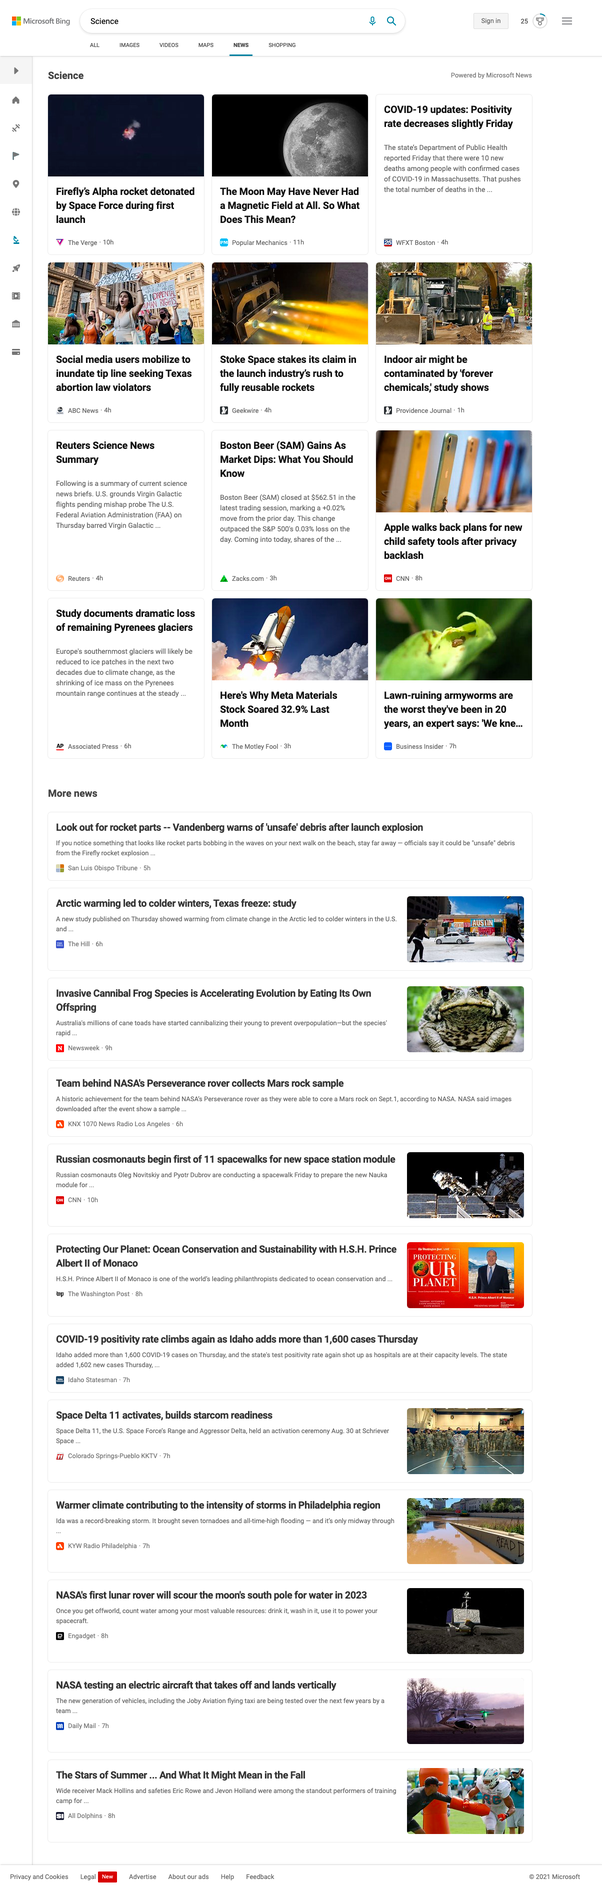 Microsoft Bing
Science
Sign in
25
ALL IMAGES VIDEOS MAPS NEWS SHOPPING
Science
Powered by Microsoft News
Firefly's Alpha rocket detonated
by Space Force during first
launch
The Verge · 10h
The Moon May Have Never Had
a Magnetic Field at All. So What
Does This Mean?
Popular Mechanics · 11h
COVID-19 updates: Positivity
rate decreases slightly Friday
The state's Department of Public Health
reported Friday that there were 10 new
deaths among people with confirmed cases
of COVID-19 in Massachusetts. That pushes
the total number of deaths in the ...
WFXT Boston · 4h
Social media users mobilize to
inundate tip line seeking Texas
abortion law violators
ABC News · 4h
Stoke Space stakes its claim in
the launch industry's rush to
fully reusable rockets
Geekwire · 4h
Indoor air might be
contaminated by 'forever
chemicals,' study shows
Providence Journal · 1h
Reuters Science News
Summary
Following is a summary of current science
news briefs. U.S. grounds Virgin Galactic
flights pending mishap probe The U.S.
Federal Aviation Administration (FAA) on
Thursday barred Virgin Galactic ...
Reuters · 4h
Boston Beer (SAM) Gains As
Market Dips: What You Should
Know
Boston Beer (SAM) closed at $562.51 in the
latest trading session, marking a +0.02%
move from the prior day. This change
outpaced the S&P 500's 0.03% loss on the
day. Coming into today, shares of the ...
Zacks.com · 3h
Apple walks back plans for new
child safety tools after privacy
backlash
CNN · 8h
Study documents dramatic loss
of remaining Pyrenees glaciers
Europe's southernmost glaciers will likely be
reduced to ice patches in the next two
decades due to climate change, as the
shrinking of ice mass on the Pyrenees
mountain range continues at the steady ...
AP Associated Press · 6h
Here's Why Meta Materials
Stock Soared 32.9% Last
Month
The Motley Fool · 3h
Lawn-ruining armyworms are
the worst they've been in 20
years, an expert says: 'We kne...
Business Insider · 7h
More news
Look out for rocket parts -- Vandenberg warns of 'unsafe' debris after launch explosion
If you notice something that looks like rocket parts bobbing in the waves on your next walk on the beach, stay far away — officials say it could be "unsafe" debris
from the Firefly rocket explosion ...
San Luis Obispo Tribune · 5h
Arctic warming led to colder winters, Texas freeze: study
A new study published on Thursday showed warming from climate change in the Arctic led to colder winters in the U.S.
and ...
The Hill · 6h
AUSTIN
Invasive Cannibal Frog Species is Accelerating Evolution by Eating Its Own
Offspring
Australia's millions of cane toads have started cannibalizing their young to prevent overpopulation—but the species'
rapid ...
N Newsweek · 9h
Team behind NASA's Perseverance rover collects Mars rock sample
A historic achievement for the team behind NASA's Perseverance rover as they were able to core a Mars rock on Sept.1, according to NASA. NASA said images
downloaded after the event show a sample ...
KNX 1070 News Radio Los Angeles · 6h
Russian cosmonauts begin first of 11 spacewalks for new space station module
Russian cosmonauts Oleg Novitskiy and Pyotr Dubrov are conducting a spacewalk Friday to prepare the new Nauka
module for ...
CNN · 10h
Protecting Our Planet: Ocean Conservation and Sustainability with H.S.H. Prince
Albert II of Monaco
H.S.H. Prince Albert II of Monaco is one of the world's leading philanthropists dedicated to ocean conservation and ...
wp The Washington Post · 8h
PROTECTING
OUR
PLANET
COVID-19 positivity rate climbs again as Idaho adds more than 1,600 cases Thursday
Idaho added more than 1,600 COVID-19 cases on Thursday, and the state's test positivity rate again shot up as hospitals are at their capacity levels. The state
added 1,602 new cases Thursday, ...
Idaho Statesman · 7h
Space Delta 11 activates, builds starcom readiness
Space Delta 11, the U.S. Space Force's Range and Aggressor Delta, held an activation ceremony Aug. 30 at Schriever
Space ...
Colorado Springs-Pueblo KKTV · 7h
Warmer climate contributing to the intensity of storms in Philadelphia region
Ida was a record-breaking storm. It brought seven tornadoes and all-time-high flooding — and it's only midway through
...
KYW Radio Philadelphia · 7h
NASA's first lunar rover will scour the moon's south pole for water in 2023
Once you get offworld, count water among your most valuable resources: drink it, wash in it, use it to power your
spacecraft.
Engadget · 8h
NASA testing an electric aircraft that takes off and lands vertically
The new generation of vehicles, including the Joby Aviation flying taxi are being tested over the next few years by a
team ...
Daily Mail · 7h
The Stars of Summer ... And What It Might Mean in the Fall
Wide receiver Mack Hollins and safeties Eric Rowe and Jevon Holland were among the standout performers of training
camp for ...
SI All Dolphins · 8h
Privacy and Cookies Legal New Advertise About our ads Help Feedback
© 2021 Microsoft